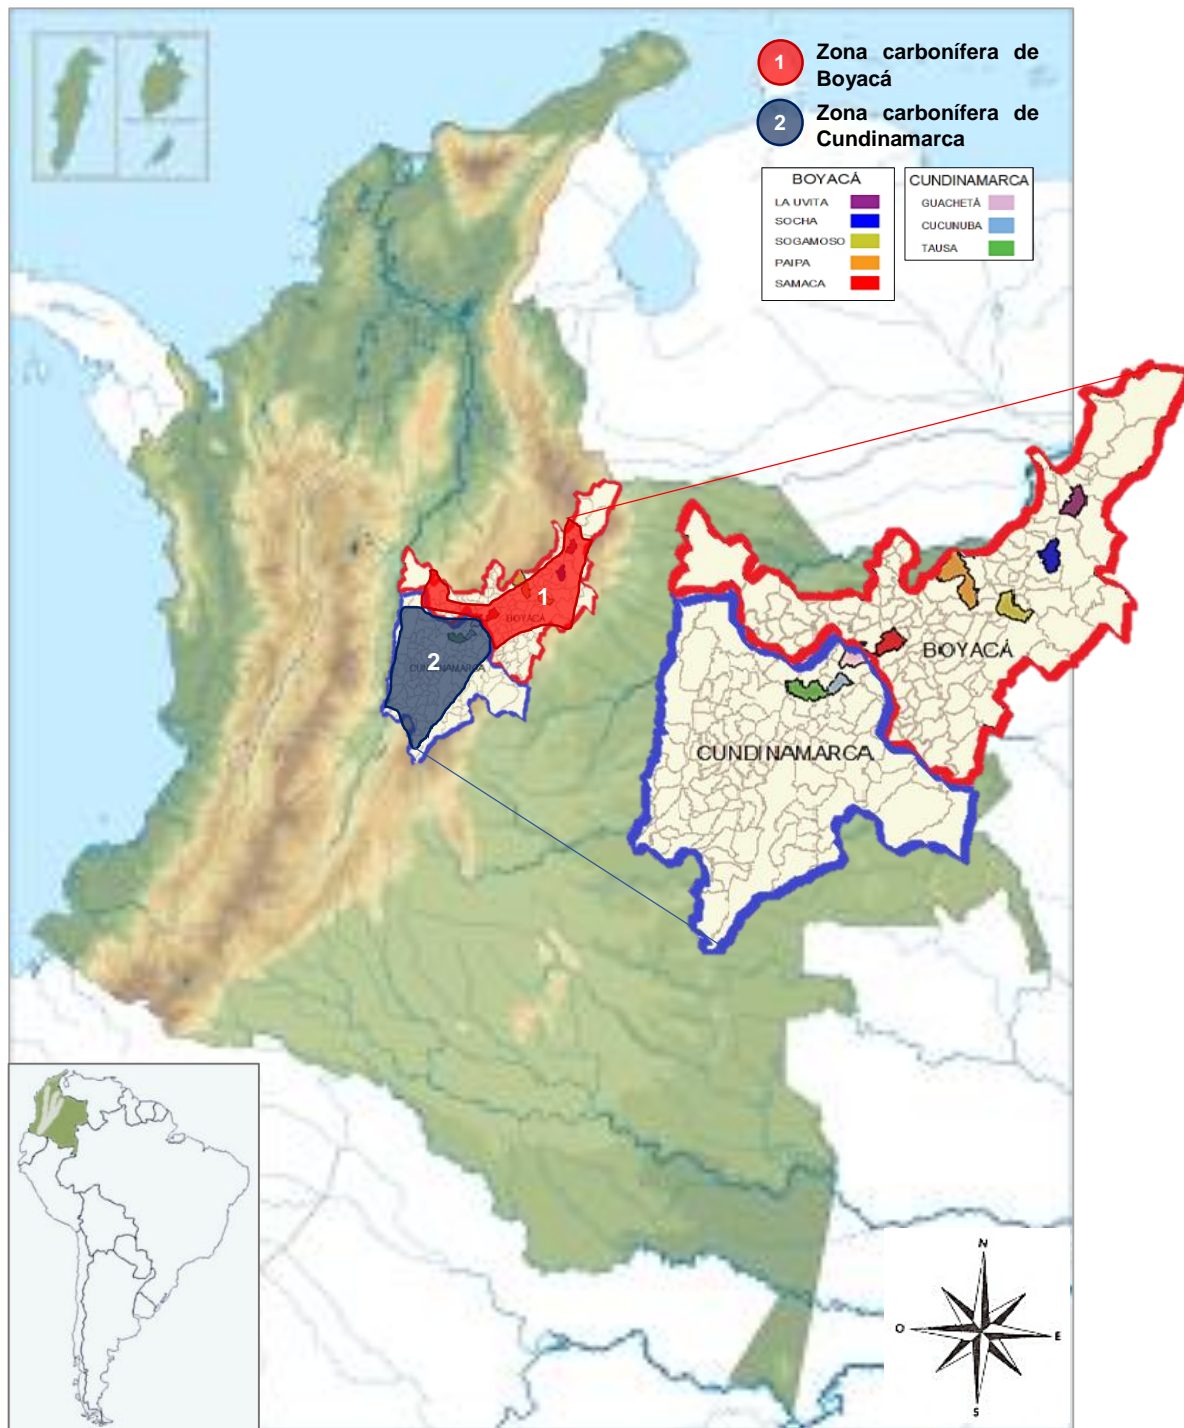 1 Zona carbonífera de
Boyacá
2 Zona carbonífera de
Cundinamarca
BOYACÁ
LA UVITA
SOCHA
SOGAMOSO
PAIPA
SAMACA
CUNDINAMARCA
GUACHETÁ
CUCUNUBA
TAUSA
1
BOYACÁ
2
CUNDINAMARCA
BOYACÁ
CUNDINAMARCA
N
O
E
S